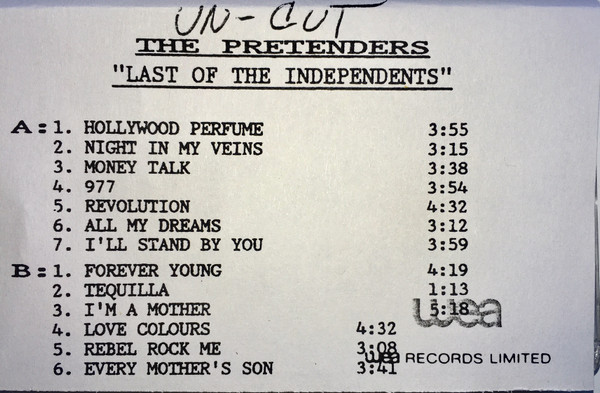 UN-CUT
THE PRETENDERS
"LAST OF THE INDEPENDENTS"
A: 1. HOLLYWOOD PERFUME 3:55
2. NIGHT IN MY VEINS 3:15
3. MONEY TALK 3:38
4. 977 3:54
5. REVOLUTION 4:32
6. ALL MY DREAMS 3:12
7. I'LL STAND BY YOU 3:59
B: 1. FOREVER YOUNG 4:19
2. TEQUILLA 1:13
3. I'M A MOTHER 5:18 wea
4. LOVE COLOURS 4:32
5. REBEL ROCK ME 3:08 wea RECORDS LIMITED
6. EVERY MOTHER'S SON 3:41